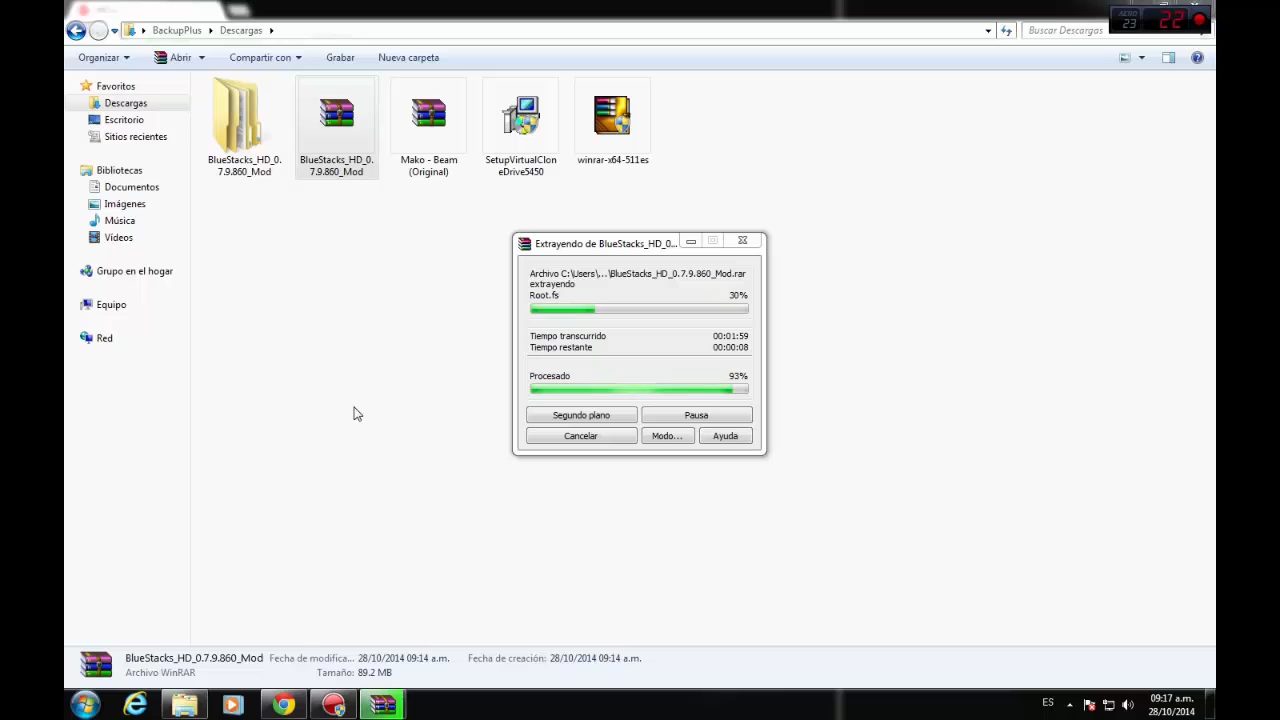 BackupPlus ▸ Descargas ▸
Buscar Descargas
AERO
23
22
Organizar
Abrir
Compartir con
Grabar
Nueva carpeta
Favoritos
Descargas
Escritorio
Sitios recientes
Bibliotecas
Documentos
Imágenes
Música
Vídeos
Grupo en el hogar
Equipo
Red
BlueStacks_HD_0.
7.9.860_Mod
BlueStacks_HD_0.
7.9.860_Mod
Mako - Beam
(Original)
SetupVirtualClon
eDrive5450
winrar-x64-511es
Extrayendo de BlueStacks_HD_0...
Archivo C:\Users\...\BlueStacks_HD_0.7.9.860_Mod.rar
extrayendo
Root.fs 30%
Tiempo transcurrido 00:01:59
Tiempo restante 00:00:08
Procesado 93%
Segundo plano
Pausa
Cancelar
Modo...
Ayuda
BlueStacks_HD_0.7.9.860_Mod Fecha de modifica... 28/10/2014 09:14 a.m. Fecha de creación: 28/10/2014 09:14 a.m.
Archivo WinRAR Tamaño: 89.2 MB
ES
09:17 a.m.
28/10/2014